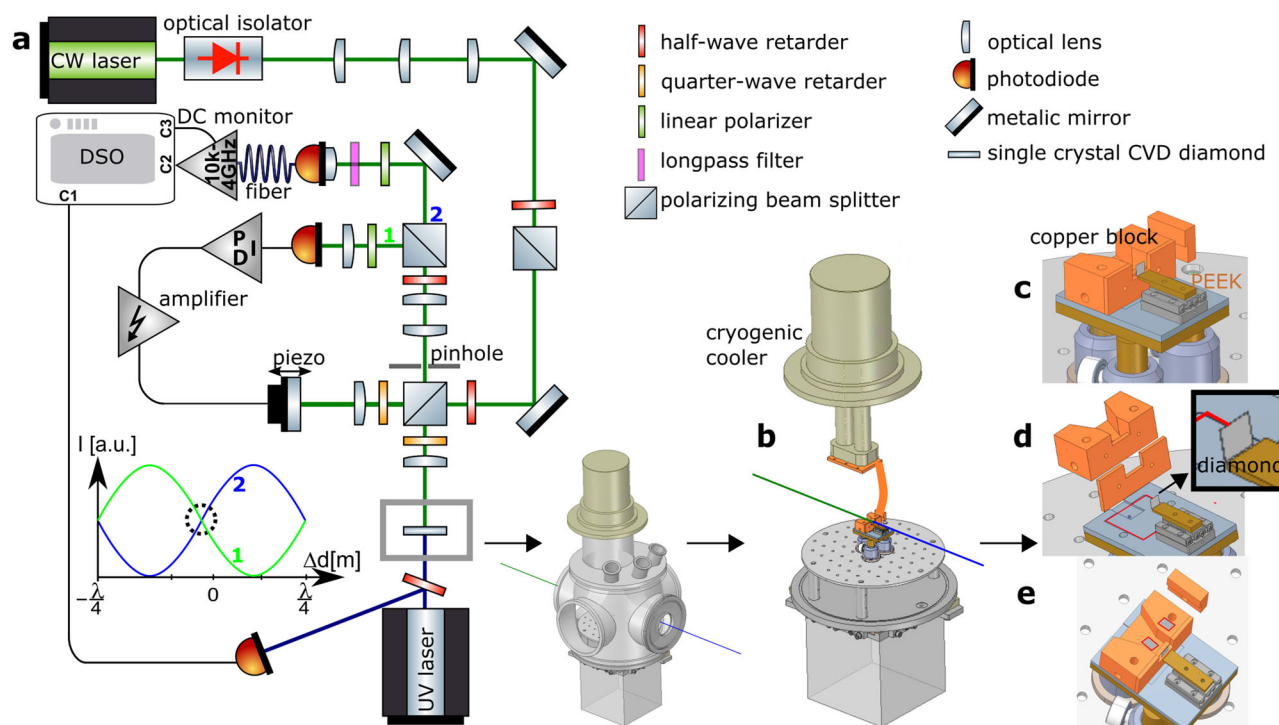 a
optical isolator
CW laser
DC monitor
C3
DSO
C2
10k-
4GHz
fiber
C1
half-wave retarder
quarter-wave retarder
linear polarizer
longpass filter
polarizing beam splitter
optical lens
photodiode
metalic mirror
single crystal CVD diamond
2
1
P I
D
amplifier
piezo
pinhole
I [a.u.]
2
1
Δd[m]
-λ/4
0
λ/4
UV laser
cryogenic
cooler
b
copper block
PEEK
c
d
diamond
e